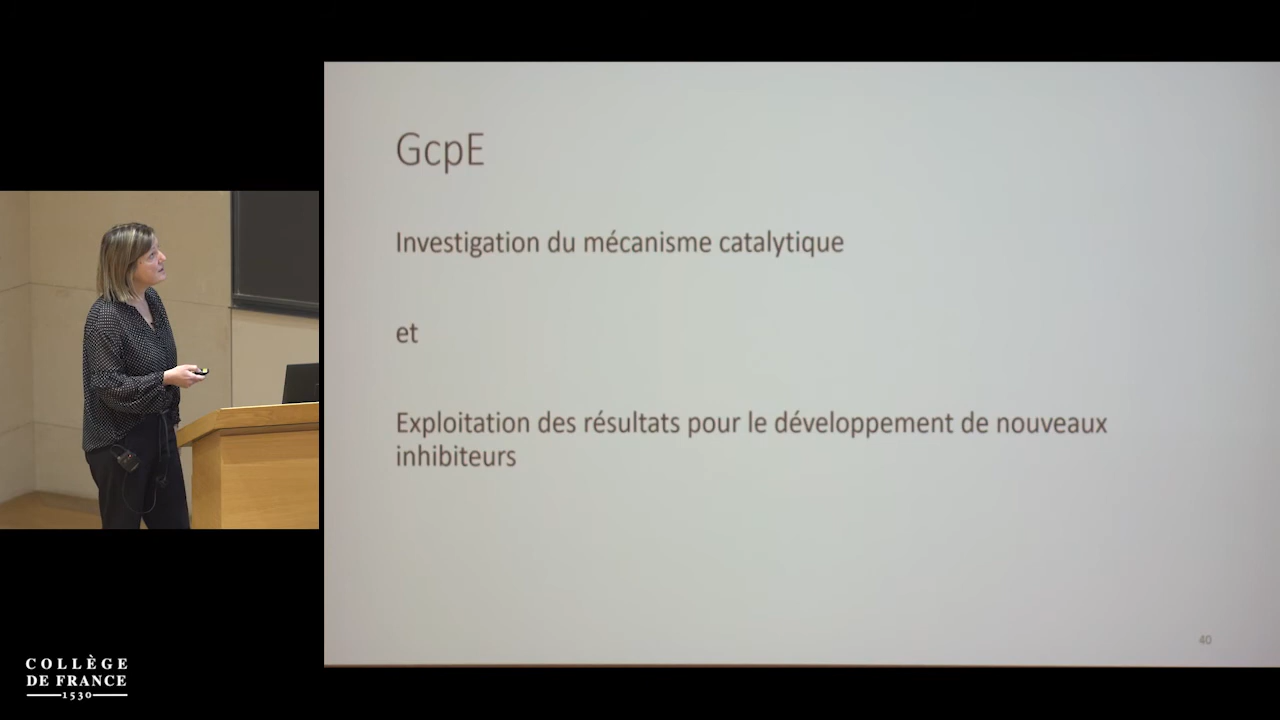 GcpE
Investigation du mécanisme catalytique
et
Exploitation des résultats pour le développement de nouveaux
inhibiteurs
40
COLLÈGE
DE FRANCE
1530